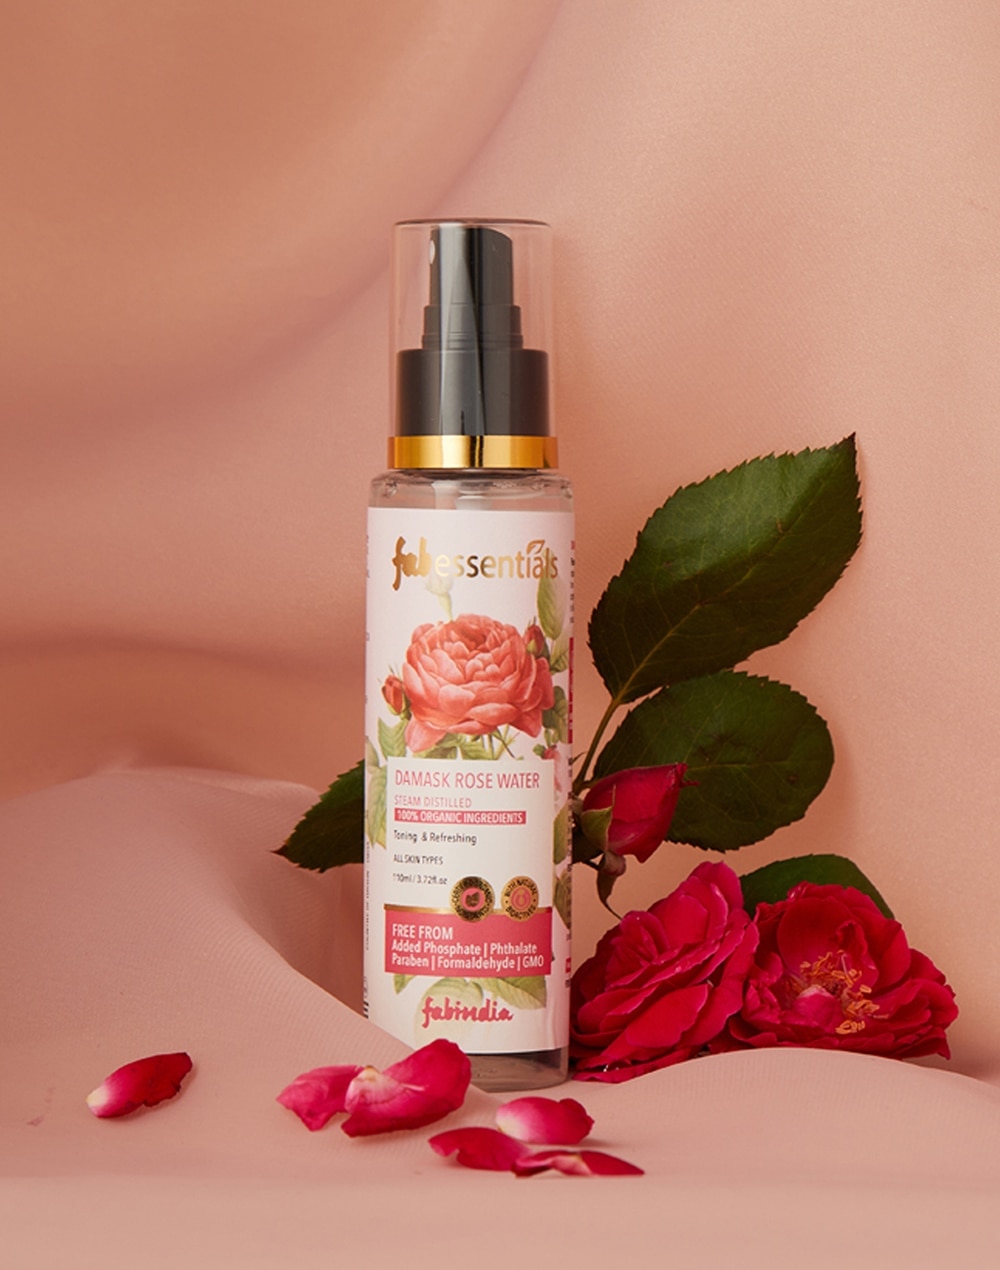 fabessentials
DAMASK ROSE WATER
STEAM DISTILLED
100% ORGANIC INGREDIENTS
Toning & Refreshing
ALL SKIN TYPES
110ml / 3.72fl.oz
FREE FROM
Added Phosphate | Phthalate
Paraben | Formaldehyde | GMO
fabindia